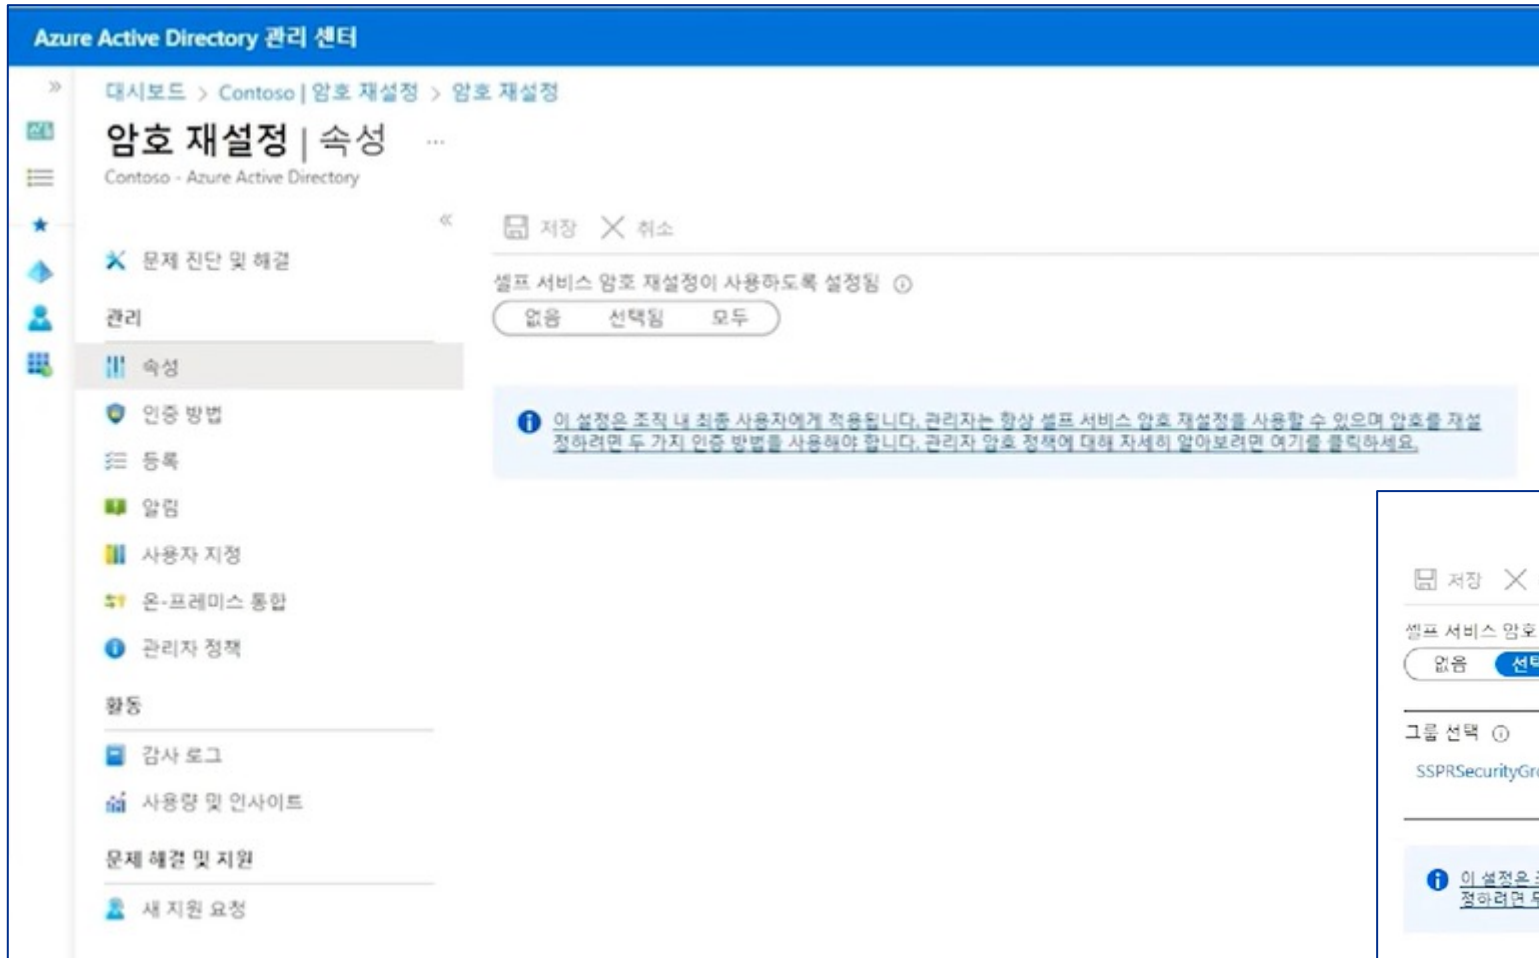 Azure Active Directory 관리 센터
대시보드 > Contoso | 암호 재설정 > 암호 재설정
암호 재설정 | 속성 ...
Contoso - Azure Active Directory
저장 취소
문제 진단 및 해결
셀프 서비스 암호 재설정이 사용하도록 설정됨
없음 선택됨 모두
관리
속성
인증 방법
등록
알림
사용자 지정
온-프레미스 통합
관리자 정책
활동
감사 로그
사용량 및 인사이트
문제 해결 및 지원
새 지원 요청
이 설정은 조직 내 최종 사용자에게 적용됩니다. 관리자는 항상 셀프 서비스 암호 재설정을 사용할 수 있으며 암호를 재설
정하려면 두 가지 인증 방법을 사용해야 합니다. 관리자 암호 정책에 대해 자세히 알아보려면 여기를 클릭하세요.
저장
셀프 서비스 암호
없음 선택
그룹 선택
SSPRSecurityGro
이 설정은
정하려면